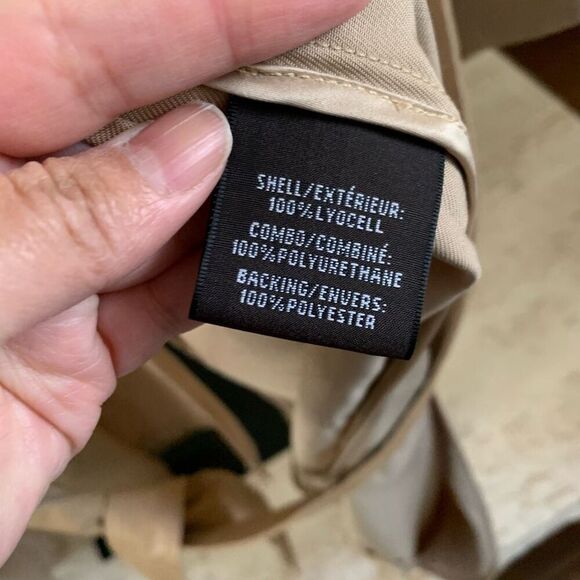 SHELL/EXTÉRIEUR:
100%LYOCELL
COMBO/COMBINÉ:
100%POLYURETHANE
BACKING/ENVERS:
100%POLYESTER